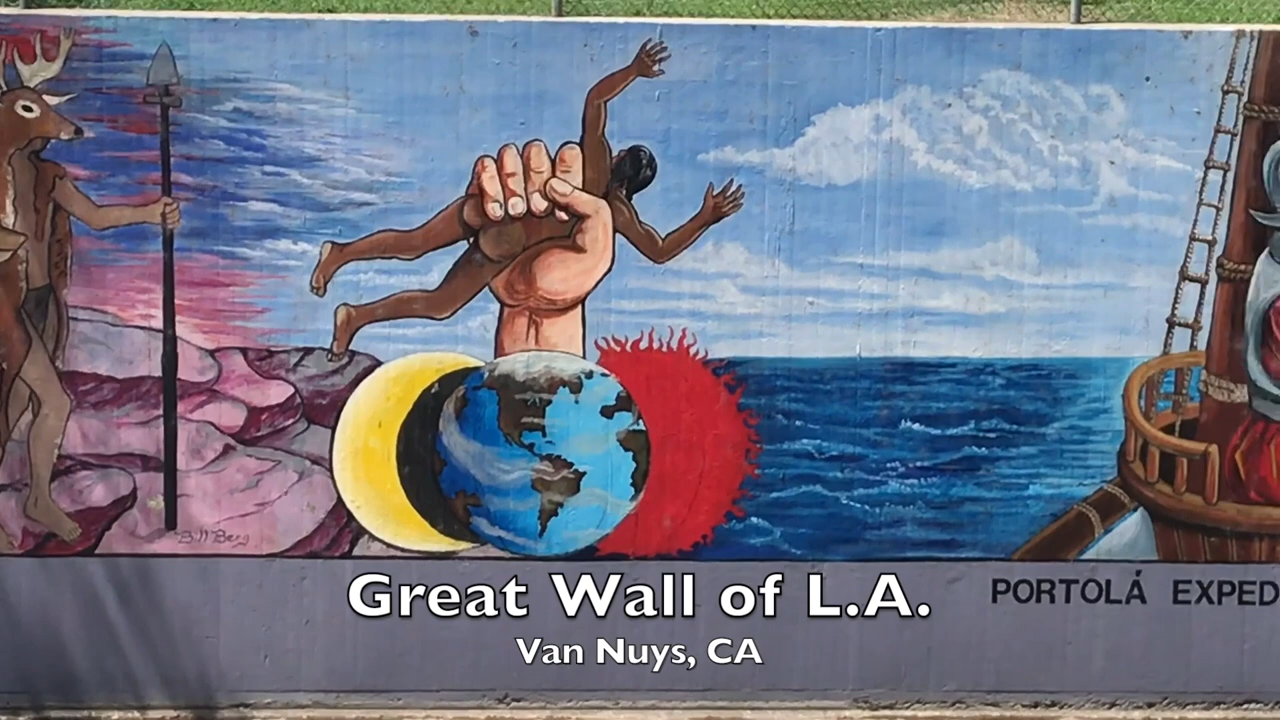 Great Wall of L.A.
PORTOLÁ EXPED
Van Nuys, CA